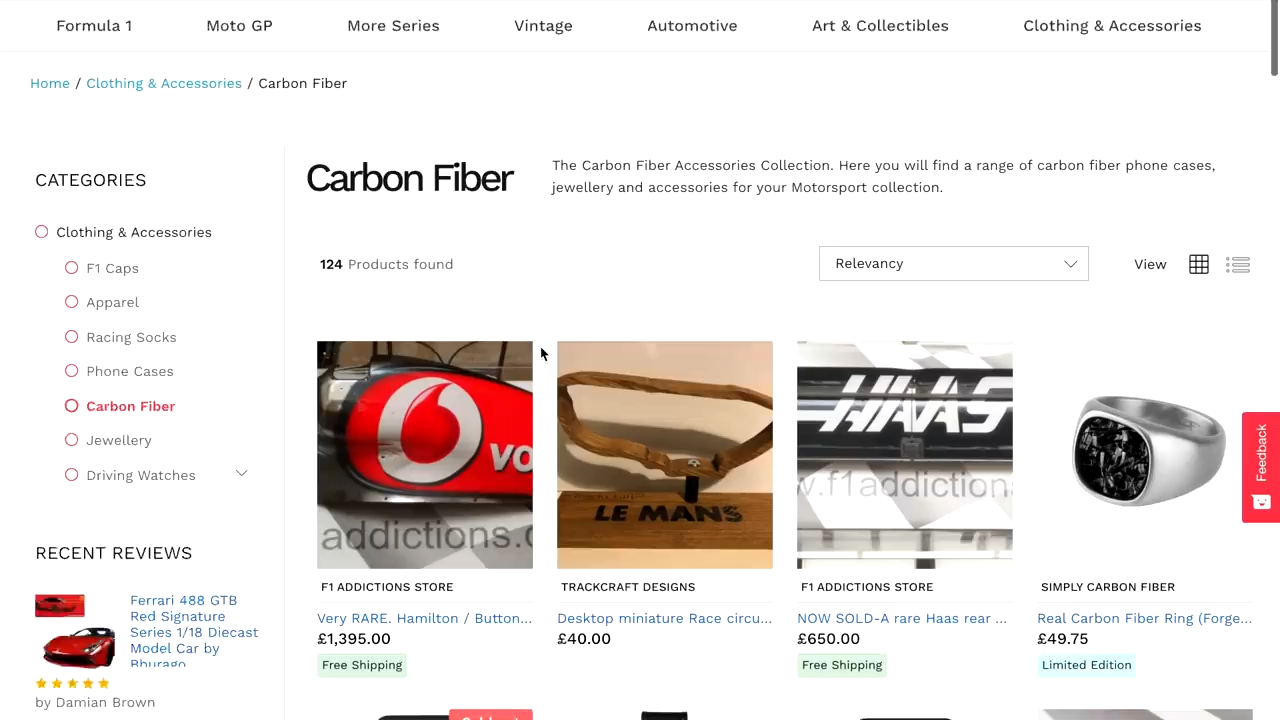 Formula 1 Moto GP More Series Vintage Automotive Art & Collectibles Clothing & Accessories
Home / Clothing & Accessories / Carbon Fiber
CATEGORIES
Clothing & Accessories
F1 Caps
Apparel
Racing Socks
Phone Cases
Carbon Fiber
Jewellery
Driving Watches
RECENT REVIEWS
Ferrari 488 GTB
Red Signature
Series 1/18 Diecast
Model Car by
Bburago
by Damian Brown
Carbon Fiber
The Carbon Fiber Accessories Collection. Here you will find a range of carbon fiber phone cases,
jewellery and accessories for your Motorsport collection.
124 Products found
Relevancy
View
VO
addictions.c
LE MANS
HAAS
w.f1addiction
F1 ADDICTIONS STORE
Very RARE. Hamilton / Button...
£1,395.00
Free Shipping
TRACKCRAFT DESIGNS
Desktop miniature Race circu...
£40.00
F1 ADDICTIONS STORE
NOW SOLD-A rare Haas rear ...
£650.00
Free Shipping
SIMPLY CARBON FIBER
Real Carbon Fiber Ring (Forge...
£49.75
Limited Edition
Feedback